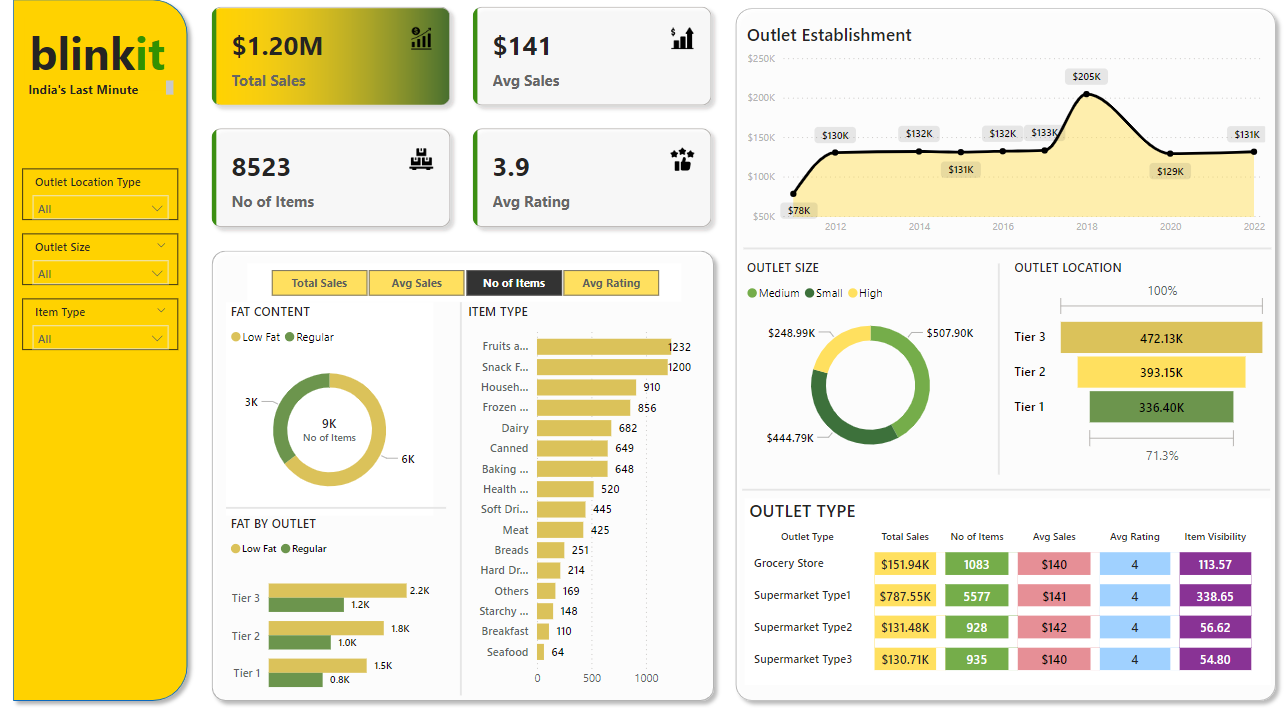 blinkit
India's Last Minute
Outlet Location Type
All
Outlet Size
All
Item Type
All
$1.20M
Total Sales
$141
Avg Sales
8523
No of Items
3.9
Avg Rating
Total Sales Avg Sales No of Items Avg Rating
FAT CONTENT
Low Fat Regular
3K
9K
No of Items
6K
FAT BY OUTLET
Low Fat Regular
Tier 3 2.2K
1.2K
Tier 2 1.8K
1.0K
Tier 1 1.5K
0.8K
ITEM TYPE
Fruits a... 1232
Snack F... 1200
Househ... 910
Frozen ... 856
Dairy 682
Canned 649
Baking ... 648
Health ... 520
Soft Dri... 445
Meat 425
Breads 251
Hard Dr... 214
Others 169
Starchy ... 148
Breakfast 110
Seafood 64
0 500 1000
Outlet Establishment
$250K
$200K
$150K
$100K
$50K
$78K $130K $132K $131K $132K $133K $205K $129K $131K
2012 2014 2016 2018 2020 2022
OUTLET SIZE
Medium Small High
$248.99K
$507.90K
$444.79K
OUTLET LOCATION
100%
Tier 3 472.13K
Tier 2 393.15K
Tier 1 336.40K
71.3%
OUTLET TYPE
Outlet Type Total Sales No of Items Avg Sales Avg Rating Item Visibility
Grocery Store $151.94K 1083 $140 4 113.57
Supermarket Type1 $787.55K 5577 $141 4 338.65
Supermarket Type2 $131.48K 928 $142 4 56.62
Supermarket Type3 $130.71K 935 $140 4 54.80